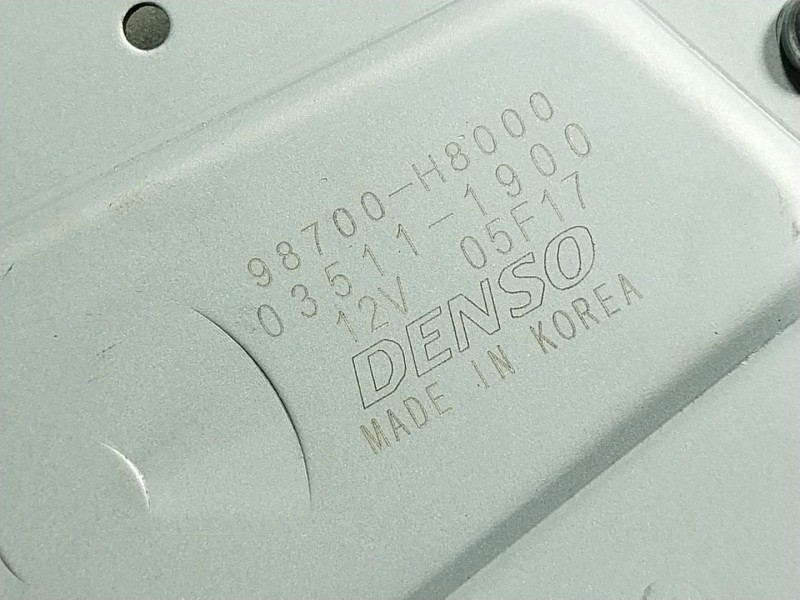 98700-H8000
03511-1900
12V 05F17
DENSO
MADE IN KOREA